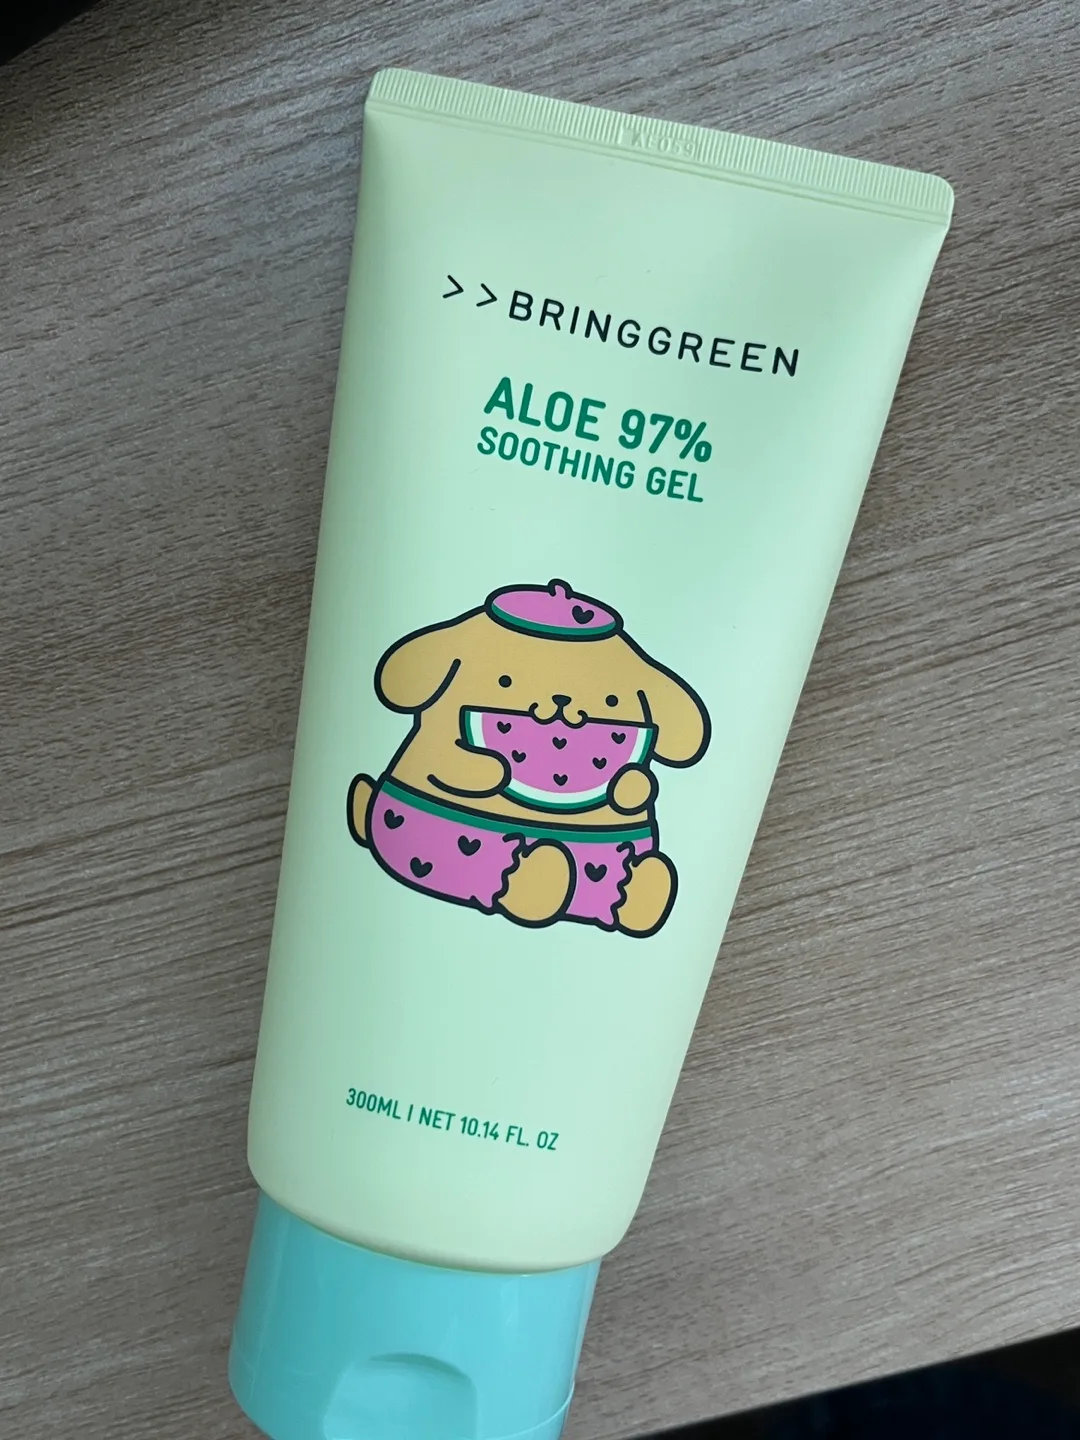 >>BRINGGREEN
ALOE 97%
SOOTHING GEL
300ML | NET 10.14 FL. OZ